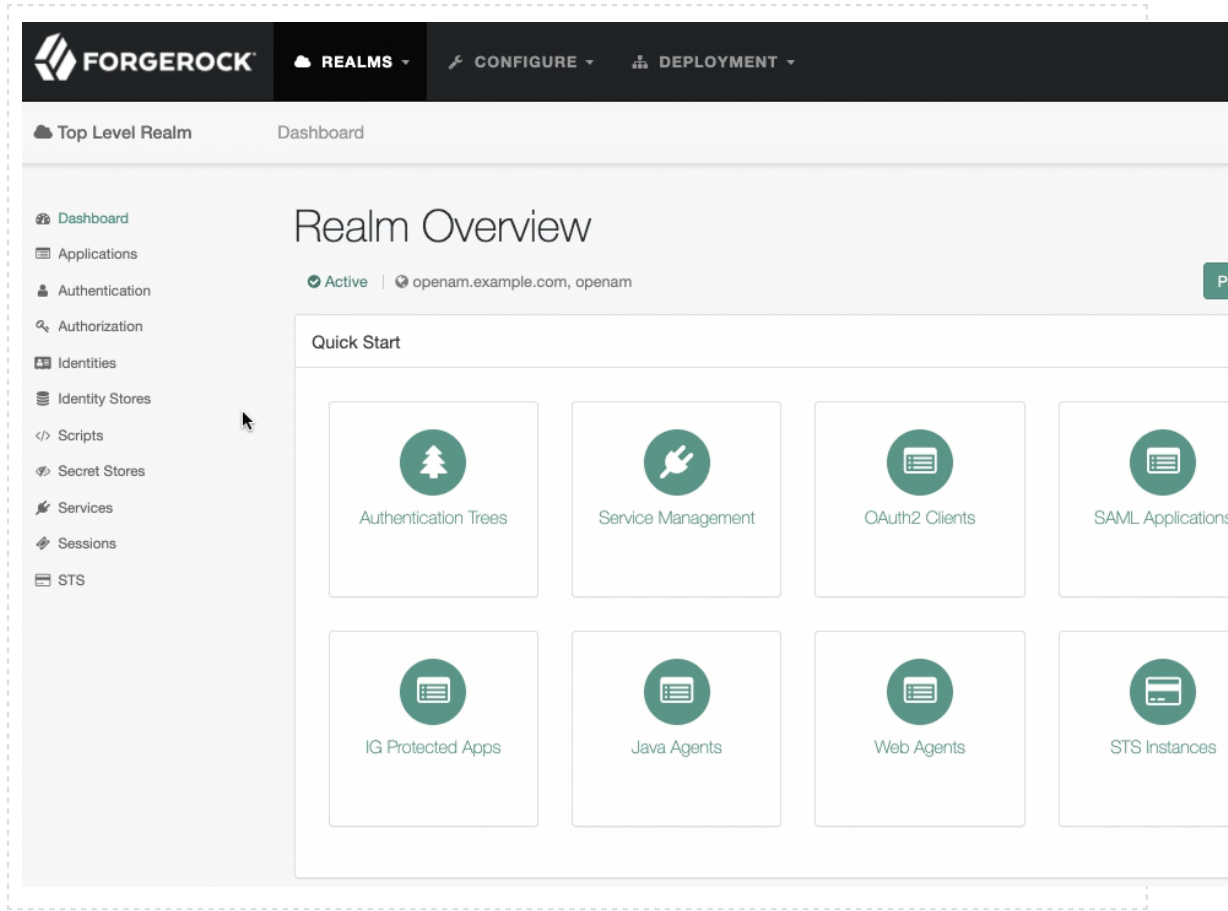 FORGEROCK REALMS CONFIGURE DEPLOYMENT
Top Level Realm Dashboard
Dashboard
Applications
Authentication
Authorization
Identities
Identity Stores
Scripts
Secret Stores
Services
Sessions
STS
Realm Overview
Active openam.example.com, openam
P
Quick Start
Authentication Trees
Service Management
OAuth2 Clients
SAML Applications
IG Protected Apps
Java Agents
Web Agents
STS Instances